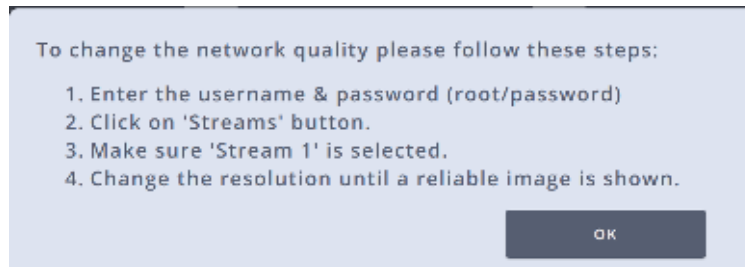 To change the network quality please follow these steps:
1. Enter the username & password (root/password)
2. Click on 'Streams' button.
3. Make sure 'Stream 1' is selected.
4. Change the resolution until a reliable image is shown.
OK